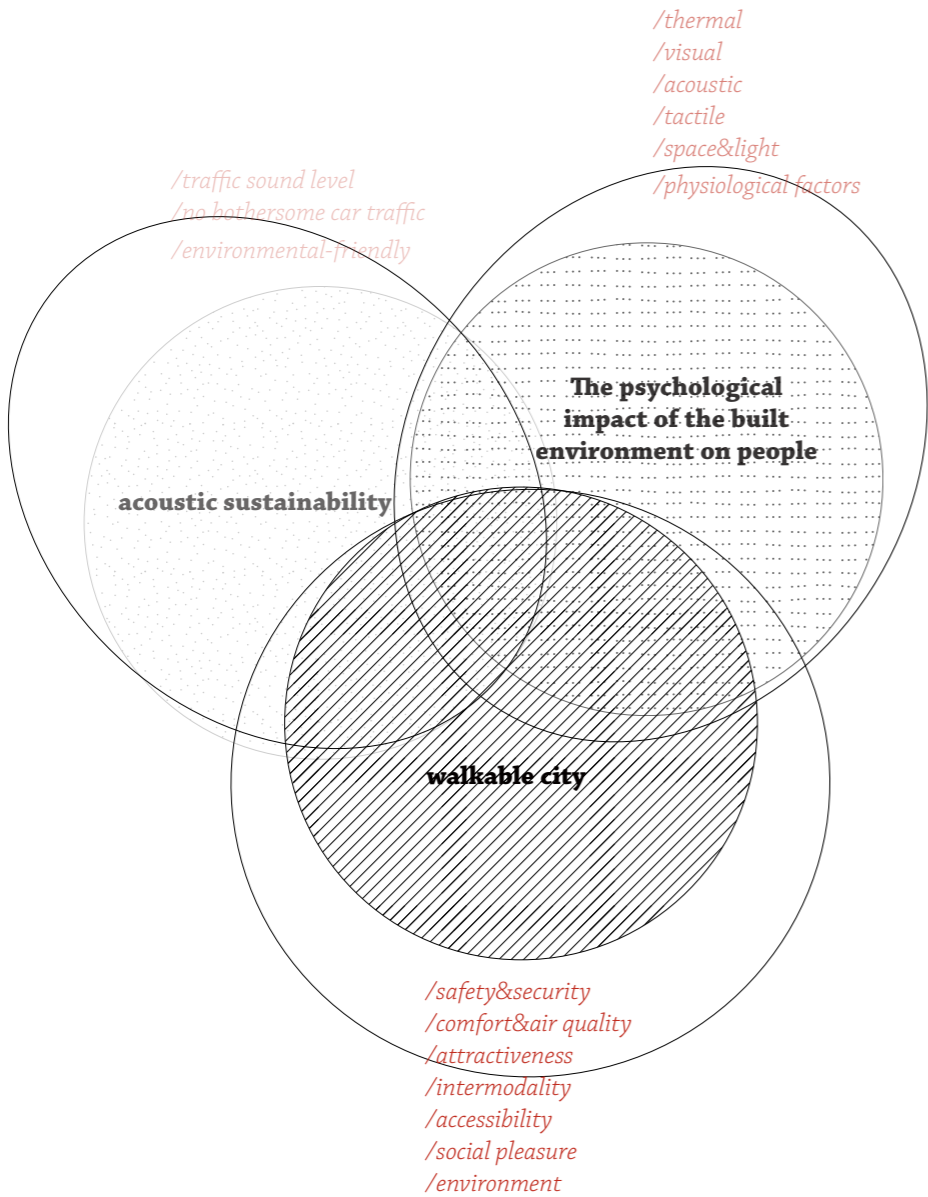 /thermal
/visual
/acoustic
/tactile
/space&light
/physiological factors
/traffic sound level
/no bothersome car traffic
/environmental-friendly
The psychological
impact of the built
environment on people
acoustic sustainability
walkable city
/safety&security
/comfort&air quality
/attractiveness
/intermodality
/accessibility
/social pleasure
/environment